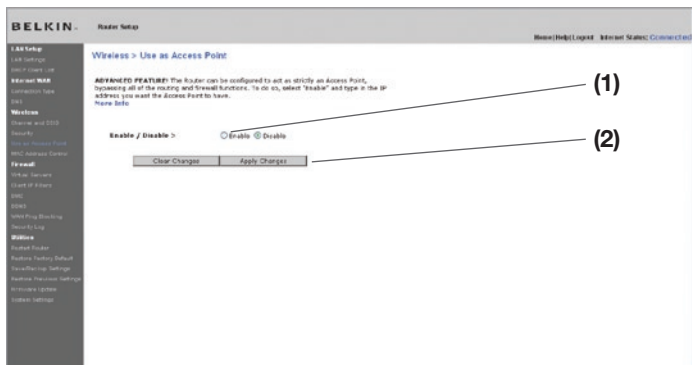 BELKIN.
Router Setup
Home|Help|Logout Internet Status: Connected
LAN Setup
LAN Settings
DHCP Client List
Internet WAN
Connection Type
DNS
Wireless
Channel and SSID
Security
Use as Access Point
MAC Address Control
Firewall
Virtual Servers
Client IP Filters
DMZ
DDNS
WAN Ping Blocking
Security Log
Utilities
Restart Router
Restore Factory Default
Save/Backup Settings
Restore Previous Settings
Firmware Update
System Settings
Wireless > Use as Access Point
ADVANCED FEATURE! The Router can be configured to act as strictly an Access Point,
bypassing all of the routing and firewall functions. To do so, select "Enable" and type in the IP
address you want the Access Point to have.
More Info
Enable / Disable > Enable Disable
Clear Changes Apply Changes
(1)
(2)